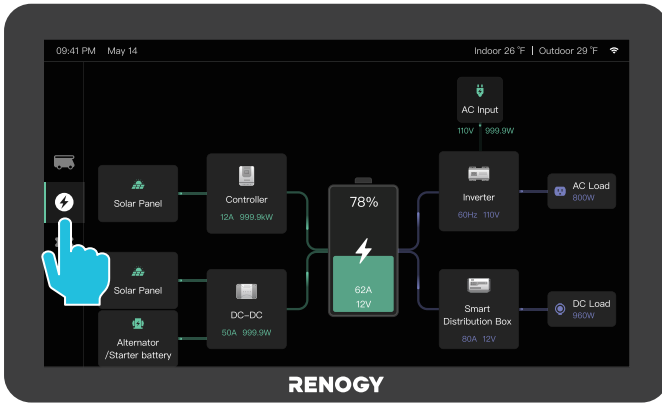 09:41 PM May 14
Indoor 26 °F | Outdoor 29 °F
AC Input
110V 999.9W
Solar Panel
Controller
12A 999.9kW
78%
62A
12V
Inverter
60Hz 110V
AC Load
800W
Solar Panel
Alternator
/Starter battery
DC-DC
50A 999.9W
Smart
Distribution Box
80A 12V
DC Load
960W
RENOGY